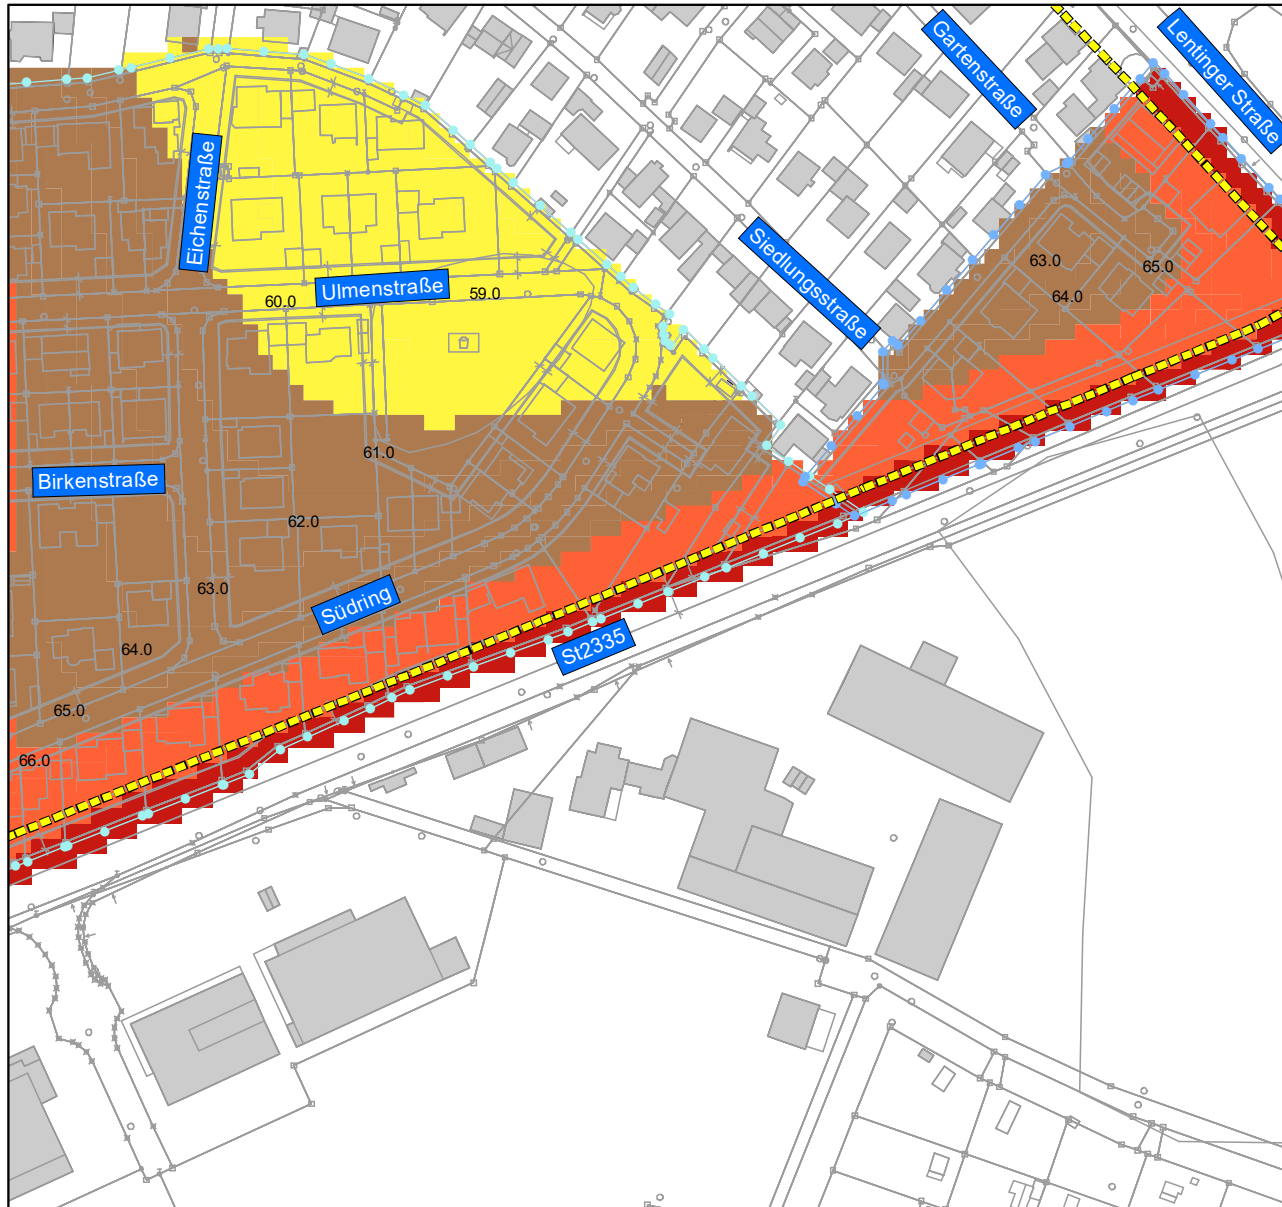 Gartenstraße
Lentinger Straße
Eichenstraße
Siedlungsstraße
63.0
65.0
Ulmenstraße
59.0
60.0
64.0
61.0
Birkenstraße
62.0
63.0
Südring
64.0
St2335
65.0
66.0